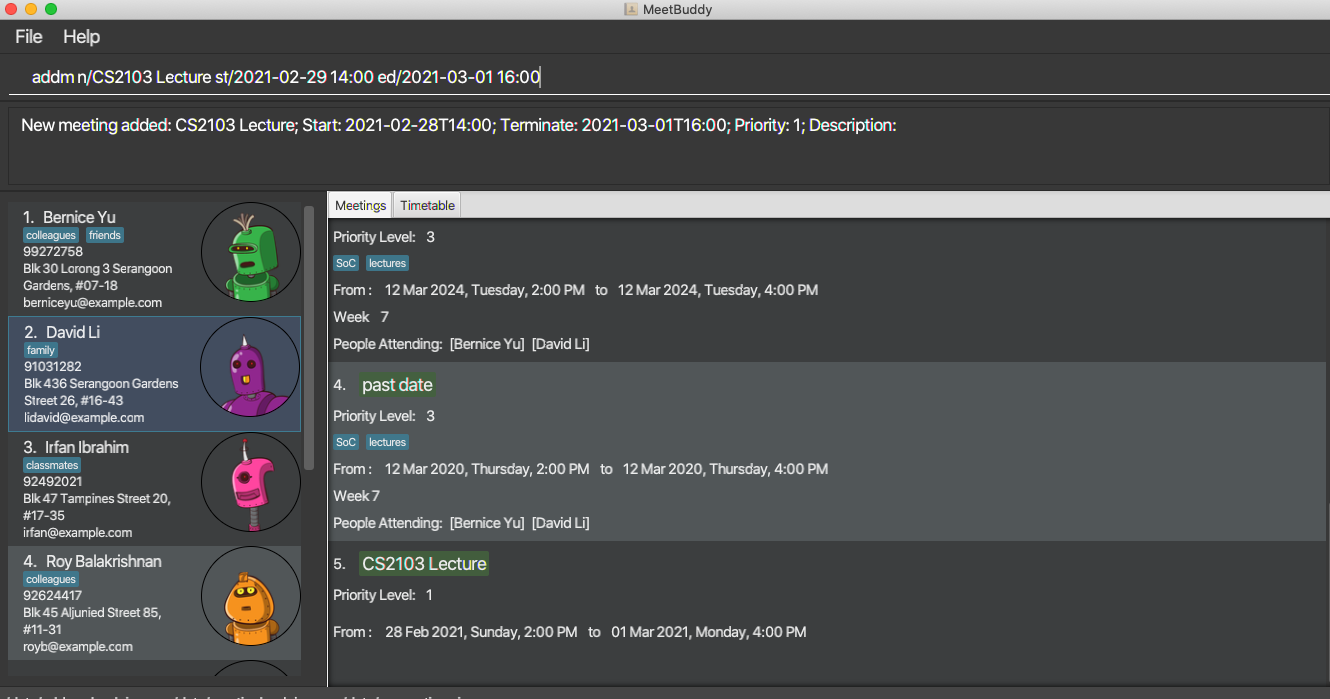 MeetBuddy
File Help
addm n/CS2103 Lecture st/2021-02-29 14:00 ed/2021-03-01 16:00
New meeting added: CS2103 Lecture; Start: 2021-02-28T14:00; Terminate: 2021-03-01T16:00; Priority: 1; Description:
1. Bernice Yu
colleagues friends
99272758
Blk 30 Lorong 3 Serangoon
Gardens, #07-18
berniceyu@example.com
2. David Li
family
91031282
Blk 436 Serangoon Gardens
Street 26, #16-43
lidavid@example.com
3. Irfan Ibrahim
classmates
92492021
Blk 47 Tampines Street 20,
#17-35
irfan@example.com
4. Roy Balakrishnan
colleagues
92624417
Blk 45 Aljunied Street 85,
#11-31
royb@example.com
Meetings Timetable
Priority Level: 3
SoC lectures
From : 12 Mar 2024, Tuesday, 2:00 PM to 12 Mar 2024, Tuesday, 4:00 PM
Week 7
People Attending: [Bernice Yu] [David Li]
4. past date
Priority Level: 3
SoC lectures
From : 12 Mar 2020, Thursday, 2:00 PM to 12 Mar 2020, Thursday, 4:00 PM
Week 7
People Attending: [Bernice Yu] [David Li]
5. CS2103 Lecture
Priority Level: 1
From : 28 Feb 2021, Sunday, 2:00 PM to 01 Mar 2021, Monday, 4:00 PM